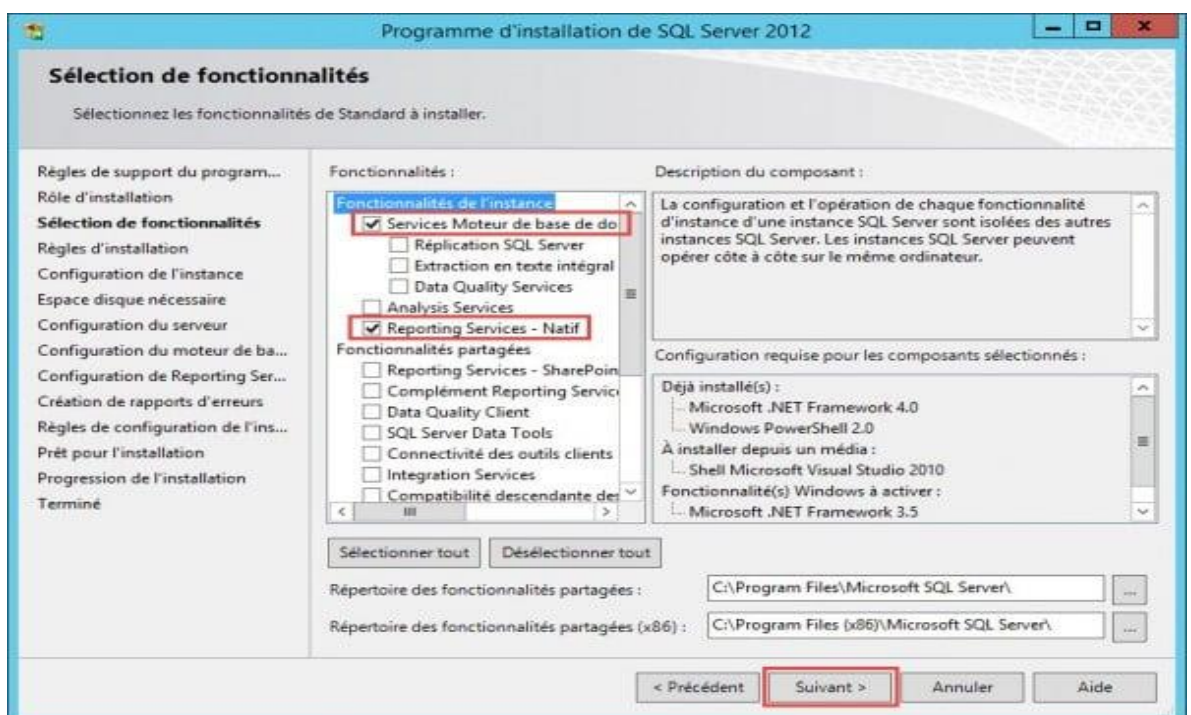 Programme d'installation de SQL Server 2012
Sélection de fonctionnalités
Sélectionnez les fonctionnalités de Standard à installer.
Règles de support du program...
Rôle d'installation
Sélection de fonctionnalités
Règles d'installation
Configuration de l'instance
Espace disque nécessaire
Configuration du serveur
Configuration du moteur de ba...
Configuration de Reporting Ser...
Création de rapports d'erreurs
Règles de configuration de l'ins...
Prêt pour l'installation
Progression de l'installation
Terminé
Fonctionnalités :
Fonctionnalités de l'instance
Services Moteur de base de do
Réplication SQL Server
Extraction en texte intégral
Data Quality Services
Analysis Services
Reporting Services - Natif
Fonctionnalités partagées
Reporting Services - SharePoin
Complément Reporting Servic
Data Quality Client
SQL Server Data Tools
Connectivité des outils clients
Integration Services
Compatibilité descendante des
Description du composant :
La configuration et l'opération de chaque fonctionnalité
d'instance d'une instance SQL Server sont isolées des autres
instances SQL Server. Les instances SQL Server peuvent
opérer côte à côte sur le même ordinateur.
Configuration requise pour les composants sélectionnés :
Déjà installé(s) :
Microsoft .NET Framework 4.0
Windows PowerShell 2.0
À installer depuis un média :
Shell Microsoft Visual Studio 2010
Fonctionnalité(s) Windows à activer :
Microsoft .NET Framework 3.5
Sélectionner tout
Désélectionner tout
Répertoire des fonctionnalités partagées :
C:\Program Files\Microsoft SQL Server\
...
Répertoire des fonctionnalités partagées (x86) :
C:\Program Files (x86)\Microsoft SQL Server\
...
< Précédent
Suivant >
Annuler
Aide